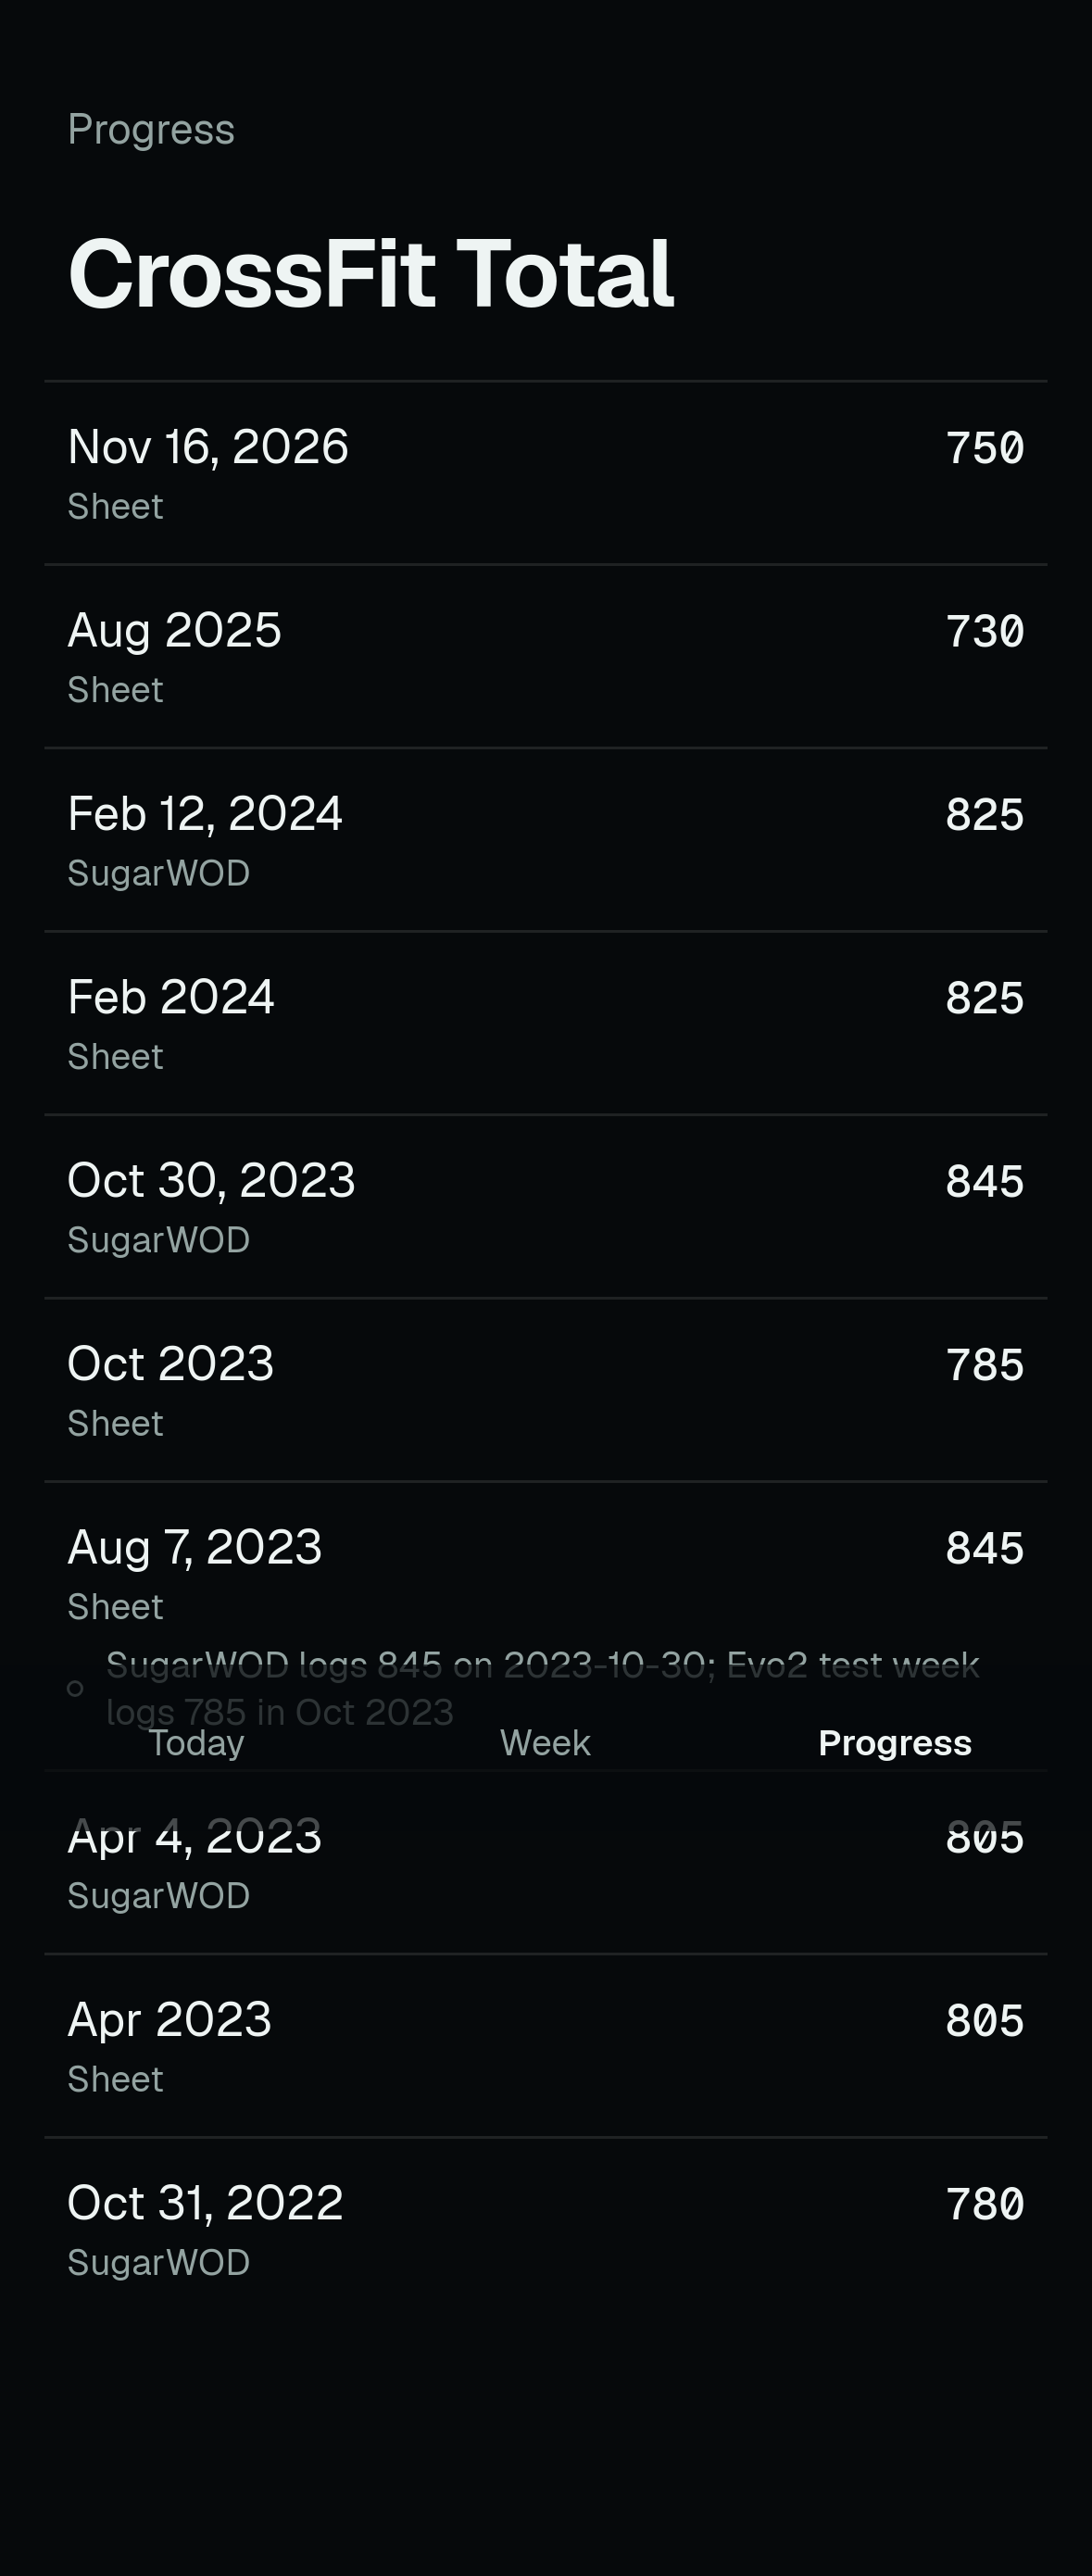 Progress
CrossFit Total
Nov 16, 2026 750
Sheet
Aug 2025 730
Sheet
Feb 12, 2024 825
SugarWOD
Feb 2024 825
Sheet
Oct 30, 2023 845
SugarWOD
Oct 2023 785
Sheet
Aug 7, 2023 845
Sheet
SugarWOD logs 845 on 2023-10-30; Evo2 test week
logs 785 in Oct 2023
Today Week Progress
Apr 4, 2023 805
SugarWOD
Apr 2023 805
Sheet
Oct 31, 2022 780
SugarWOD